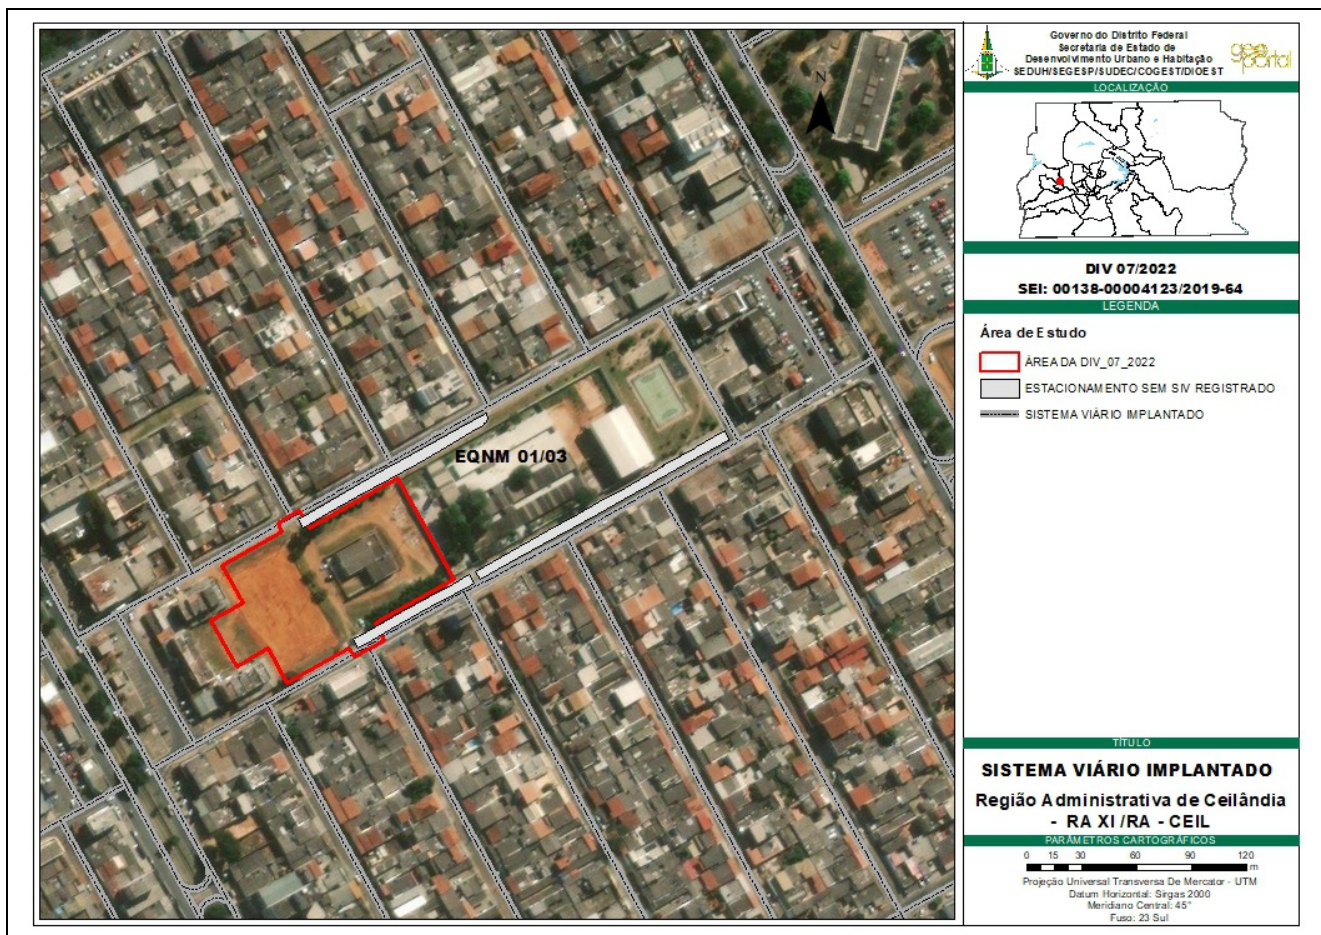 Governo do Distrito Federal
Secretaria de Estado de
Desenvolvimento Urbano e Habitação
SEDUH/SEGESP/SUDEC/COGEST/DIOEST
geo
portal
LOCALIZAÇÃO
N
DIV 07/2022
SEI: 00138-00004123/2019-64
LEGENDA
Área de Estudo
ÁREA DA DIV_07_2022
ESTACIONAMENTO SEM SIV REGISTRADO
SISTEMA VIÁRIO IMPLANTADO
EQNM 01/03
TÍTULO
SISTEMA VIÁRIO IMPLANTADO
Região Administrativa de Ceilândia
- RA XI /RA - CEIL
PARÂMETROS CARTOGRÁFICOS
0 15 30 60 90 120
m
Projeção Universal Transversa De Mercator - UTM
Datum Horizontal: Sirgas 2000
Meridiano Central: 45°
Fuso: 23 Sul